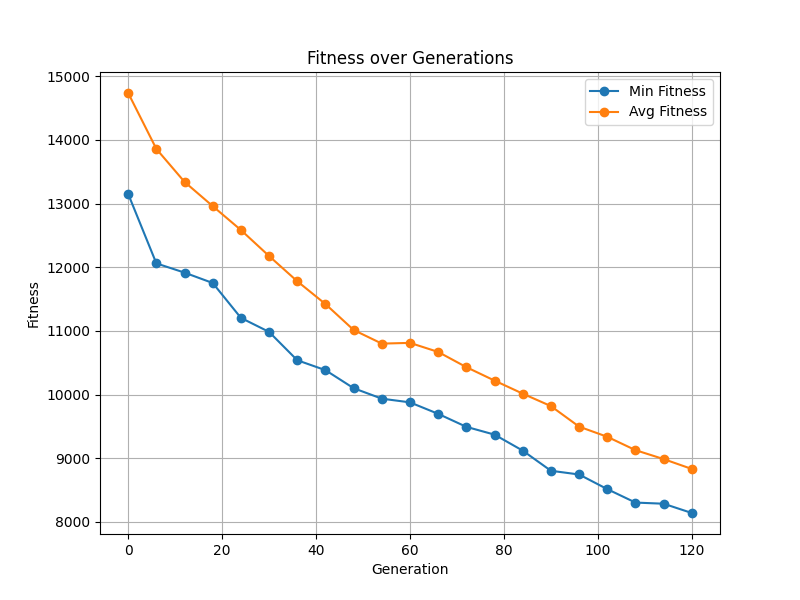 Fitness over Generations
Min Fitness
Avg Fitness
15000
14000
13000
12000
11000
10000
9000
8000
Fitness
0 20 40 60 80 100 120
Generation